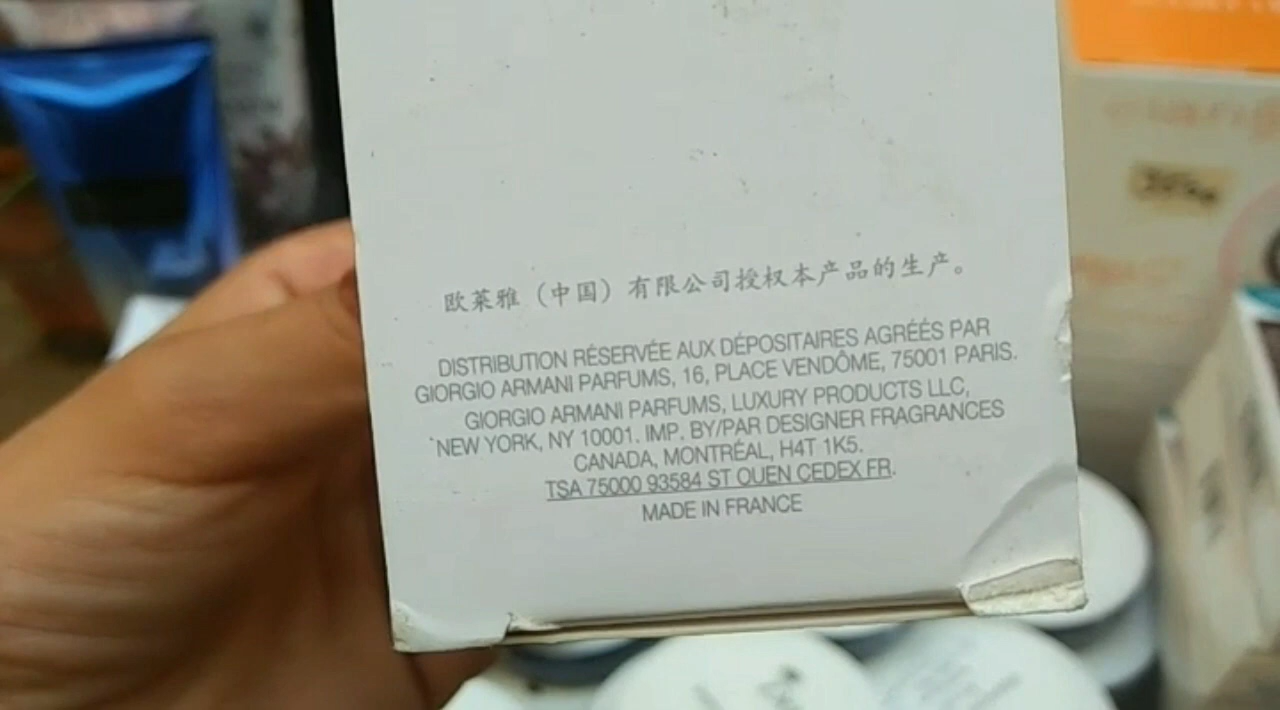 欧莱雅（中国）有限公司授权本产品的生产。
DISTRIBUTION RÉSERVÉE AUX DÉPOSITAIRES AGRÉÉS PAR
GIORGIO ARMANI PARFUMS, 16, PLACE VENDÔME, 75001 PARIS.
GIORGIO ARMANI PARFUMS, LUXURY PRODUCTS LLC,
NEW YORK, NY 10001. IMP. BY/PAR DESIGNER FRAGRANCES
CANADA, MONTRÉAL, H4T 1K5.
TSA 75000 93584 ST OUEN CEDEX FR.
MADE IN FRANCE